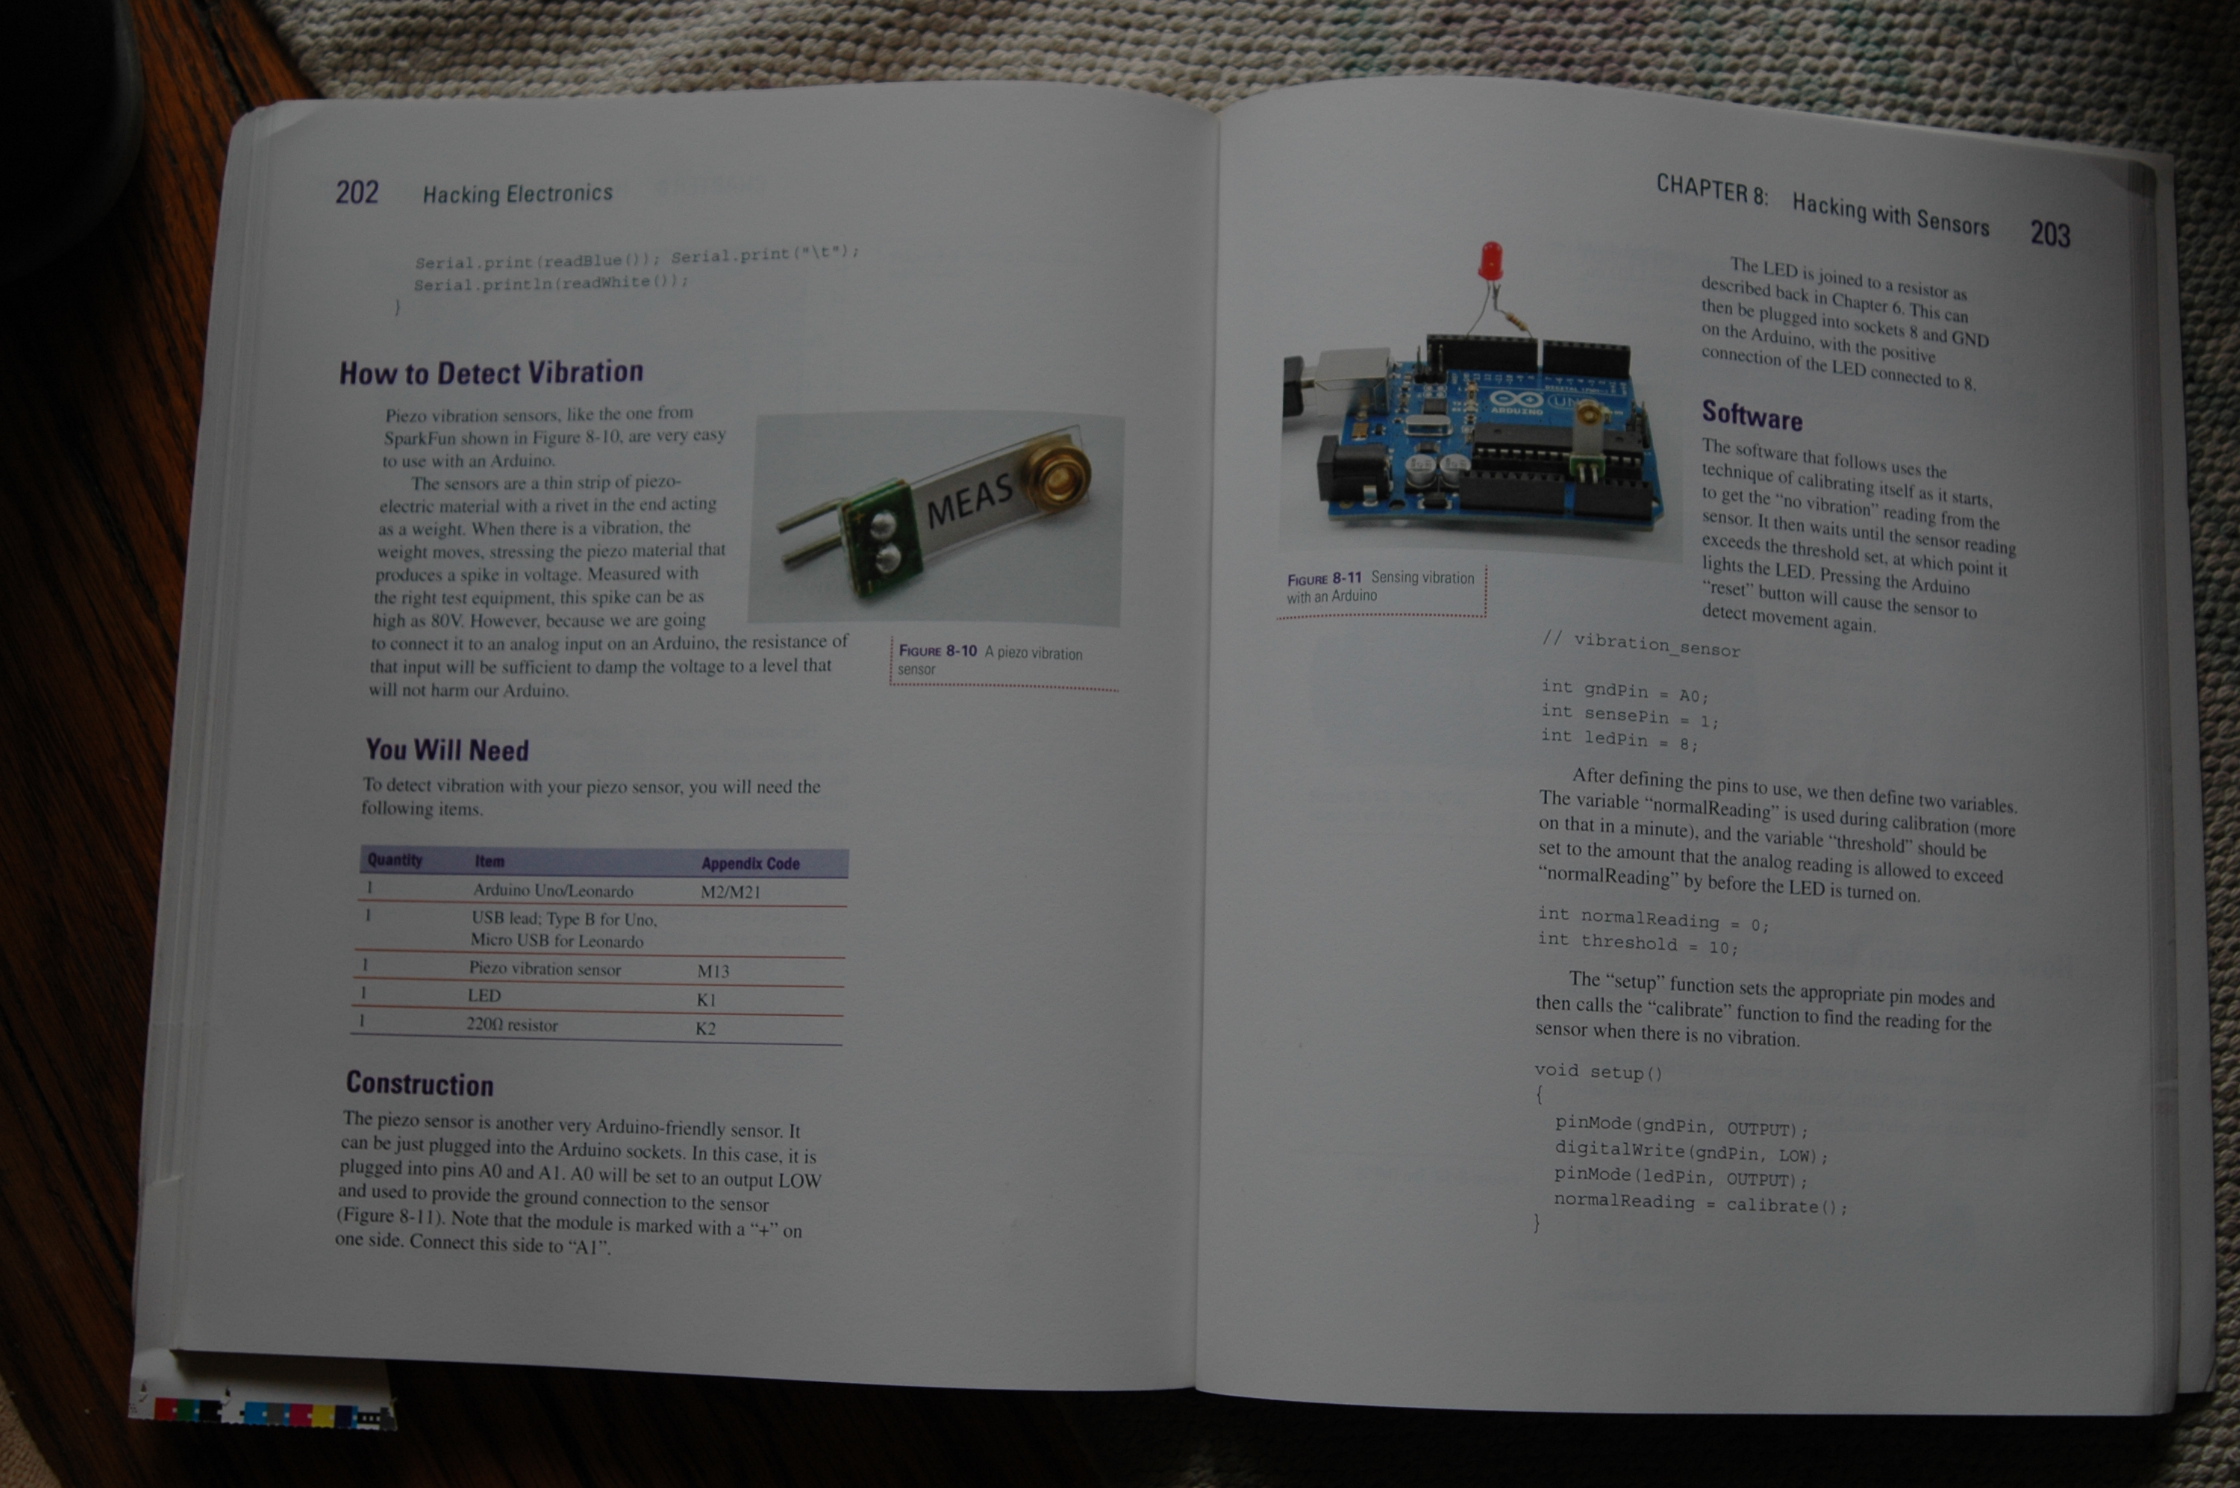 202 Hacking Electronics
Serial.print(readBlue()); Serial.print("\t");
Serial.println(readWhite());
}
How to Detect Vibration
Piezo vibration sensors, like the one from
SparkFun shown in Figure 8-10, are very easy
to use with an Arduino.
The sensors are a thin strip of piezo-
electric material with a rivet in the end acting
as a weight. When there is a vibration, the
weight moves, stressing the piezo material that
produces a spike in voltage. Measured with
the right test equipment, this spike can be as
high as 80V. However, because we are going
to connect it to an analog input on an Arduino, the resistance of
that input will be sufficient to damp the voltage to a level that
will not harm our Arduino.
MEAS
FIGURE 8-10 A piezo vibration
sensor
You Will Need
To detect vibration with your piezo sensor, you will need the
following items.
Quantity Item Appendix Code
1 Arduino Uno/Leonardo M2/M21
1 USB lead; Type B for Uno,
Micro USB for Leonardo
1 Piezo vibration sensor M13
1 LED K1
1 220Ω resistor K2
Construction
The piezo sensor is another very Arduino-friendly sensor. It
can be just plugged into the Arduino sockets. In this case, it is
plugged into pins A0 and A1. A0 will be set to an output LOW
and used to provide the ground connection to the sensor
(Figure 8-11). Note that the module is marked with a "+" on
one side. Connect this side to "A1".
CHAPTER 8: Hacking with Sensors 203
ARDUINO
FIGURE 8-11 Sensing vibration
with an Arduino
The LED is joined to a resistor as
described back in Chapter 6. This can
then be plugged into sockets 8 and GND
on the Arduino, with the positive
connection of the LED connected to 8.
Software
The software that follows uses the
technique of calibrating itself as it starts,
to get the "no vibration" reading from the
sensor. It then waits until the sensor reading
exceeds the threshold set, at which point it
lights the LED. Pressing the Arduino
"reset" button will cause the sensor to
detect movement again.
// vibration_sensor
int gndPin = A0;
int sensePin = 1;
int ledPin = 8;
After defining the pins to use, we then define two variables.
The variable "normalReading" is used during calibration (more
on that in a minute), and the variable "threshold" should be
set to the amount that the analog reading is allowed to exceed
"normalReading" by before the LED is turned on.
int normalReading = 0;
int threshold = 10;
The "setup" function sets the appropriate pin modes and
then calls the "calibrate" function to find the reading for the
sensor when there is no vibration.
void setup()
{
pinMode(gndPin, OUTPUT);
digitalWrite(gndPin, LOW);
pinMode(ledPin, OUTPUT);
normalReading = calibrate();
}